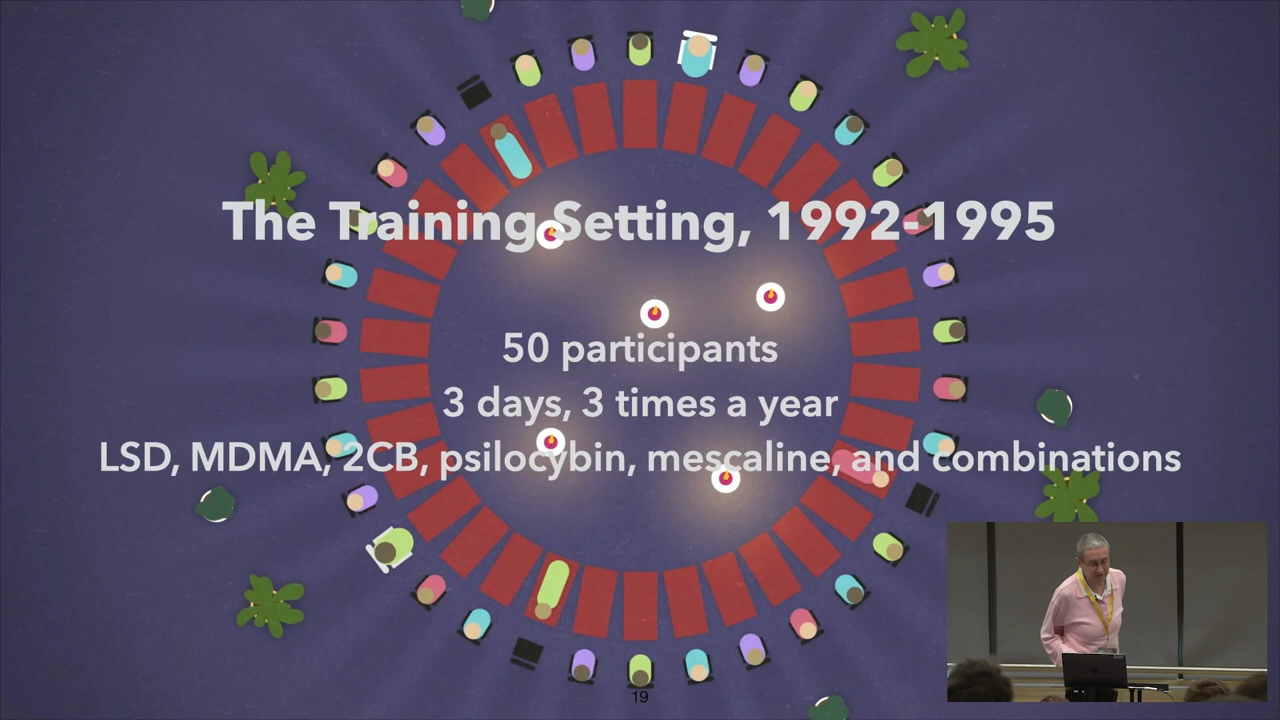 The Training Setting, 1992-1995
50 participants
3 days, 3 times a year
LSD, MDMA, 2CB, psilocybin, mescaline, and combinations
19